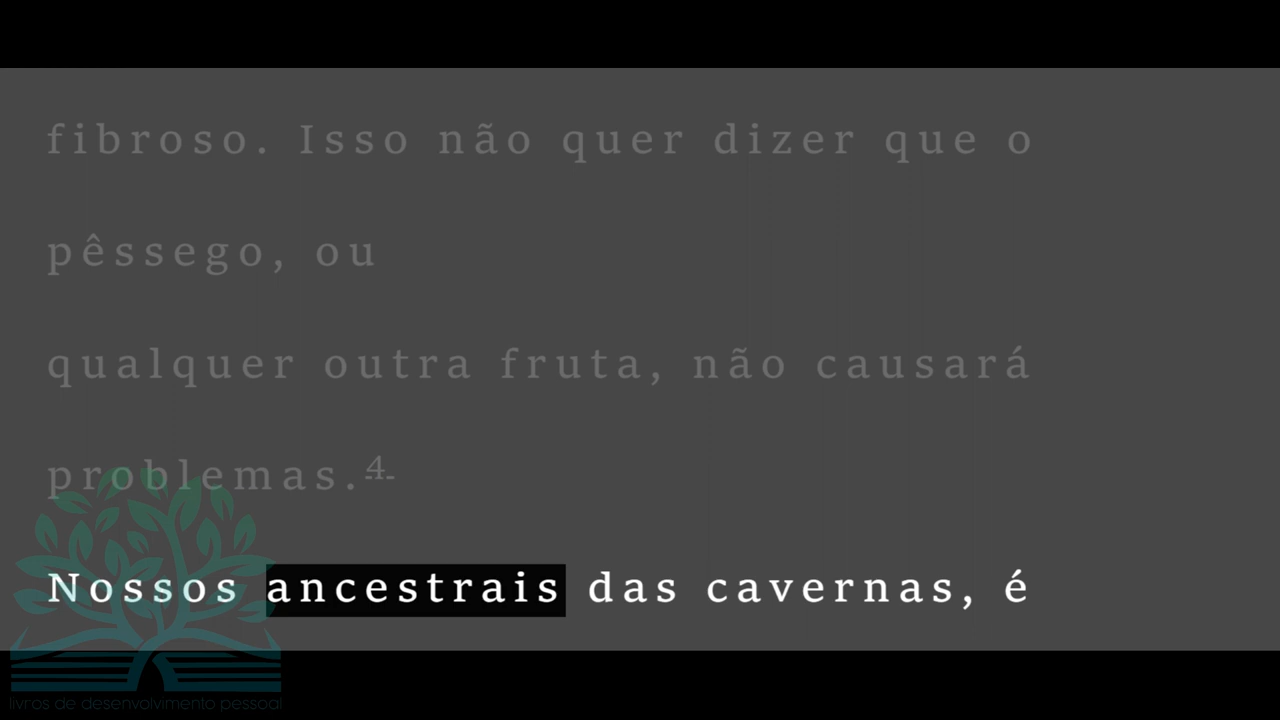 fibroso. Isso não quer dizer que o
pêssego, ou
qualquer outra fruta, não causará
problemas.4
Nossos ancestrais das cavernas, é
livros de desenvolvimento pessoal